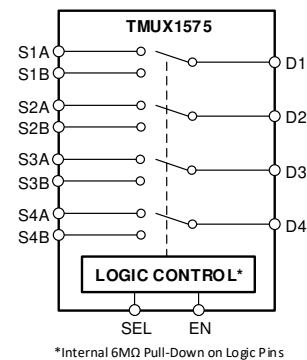 TMUX1575
S1A
S1B
D1
S2A
S2B
D2
S3A
S3B
D3
S4A
S4B
D4
LOGIC CONTROL*
SEL EN
*Internal 6MΩ Pull-Down on Logic Pins